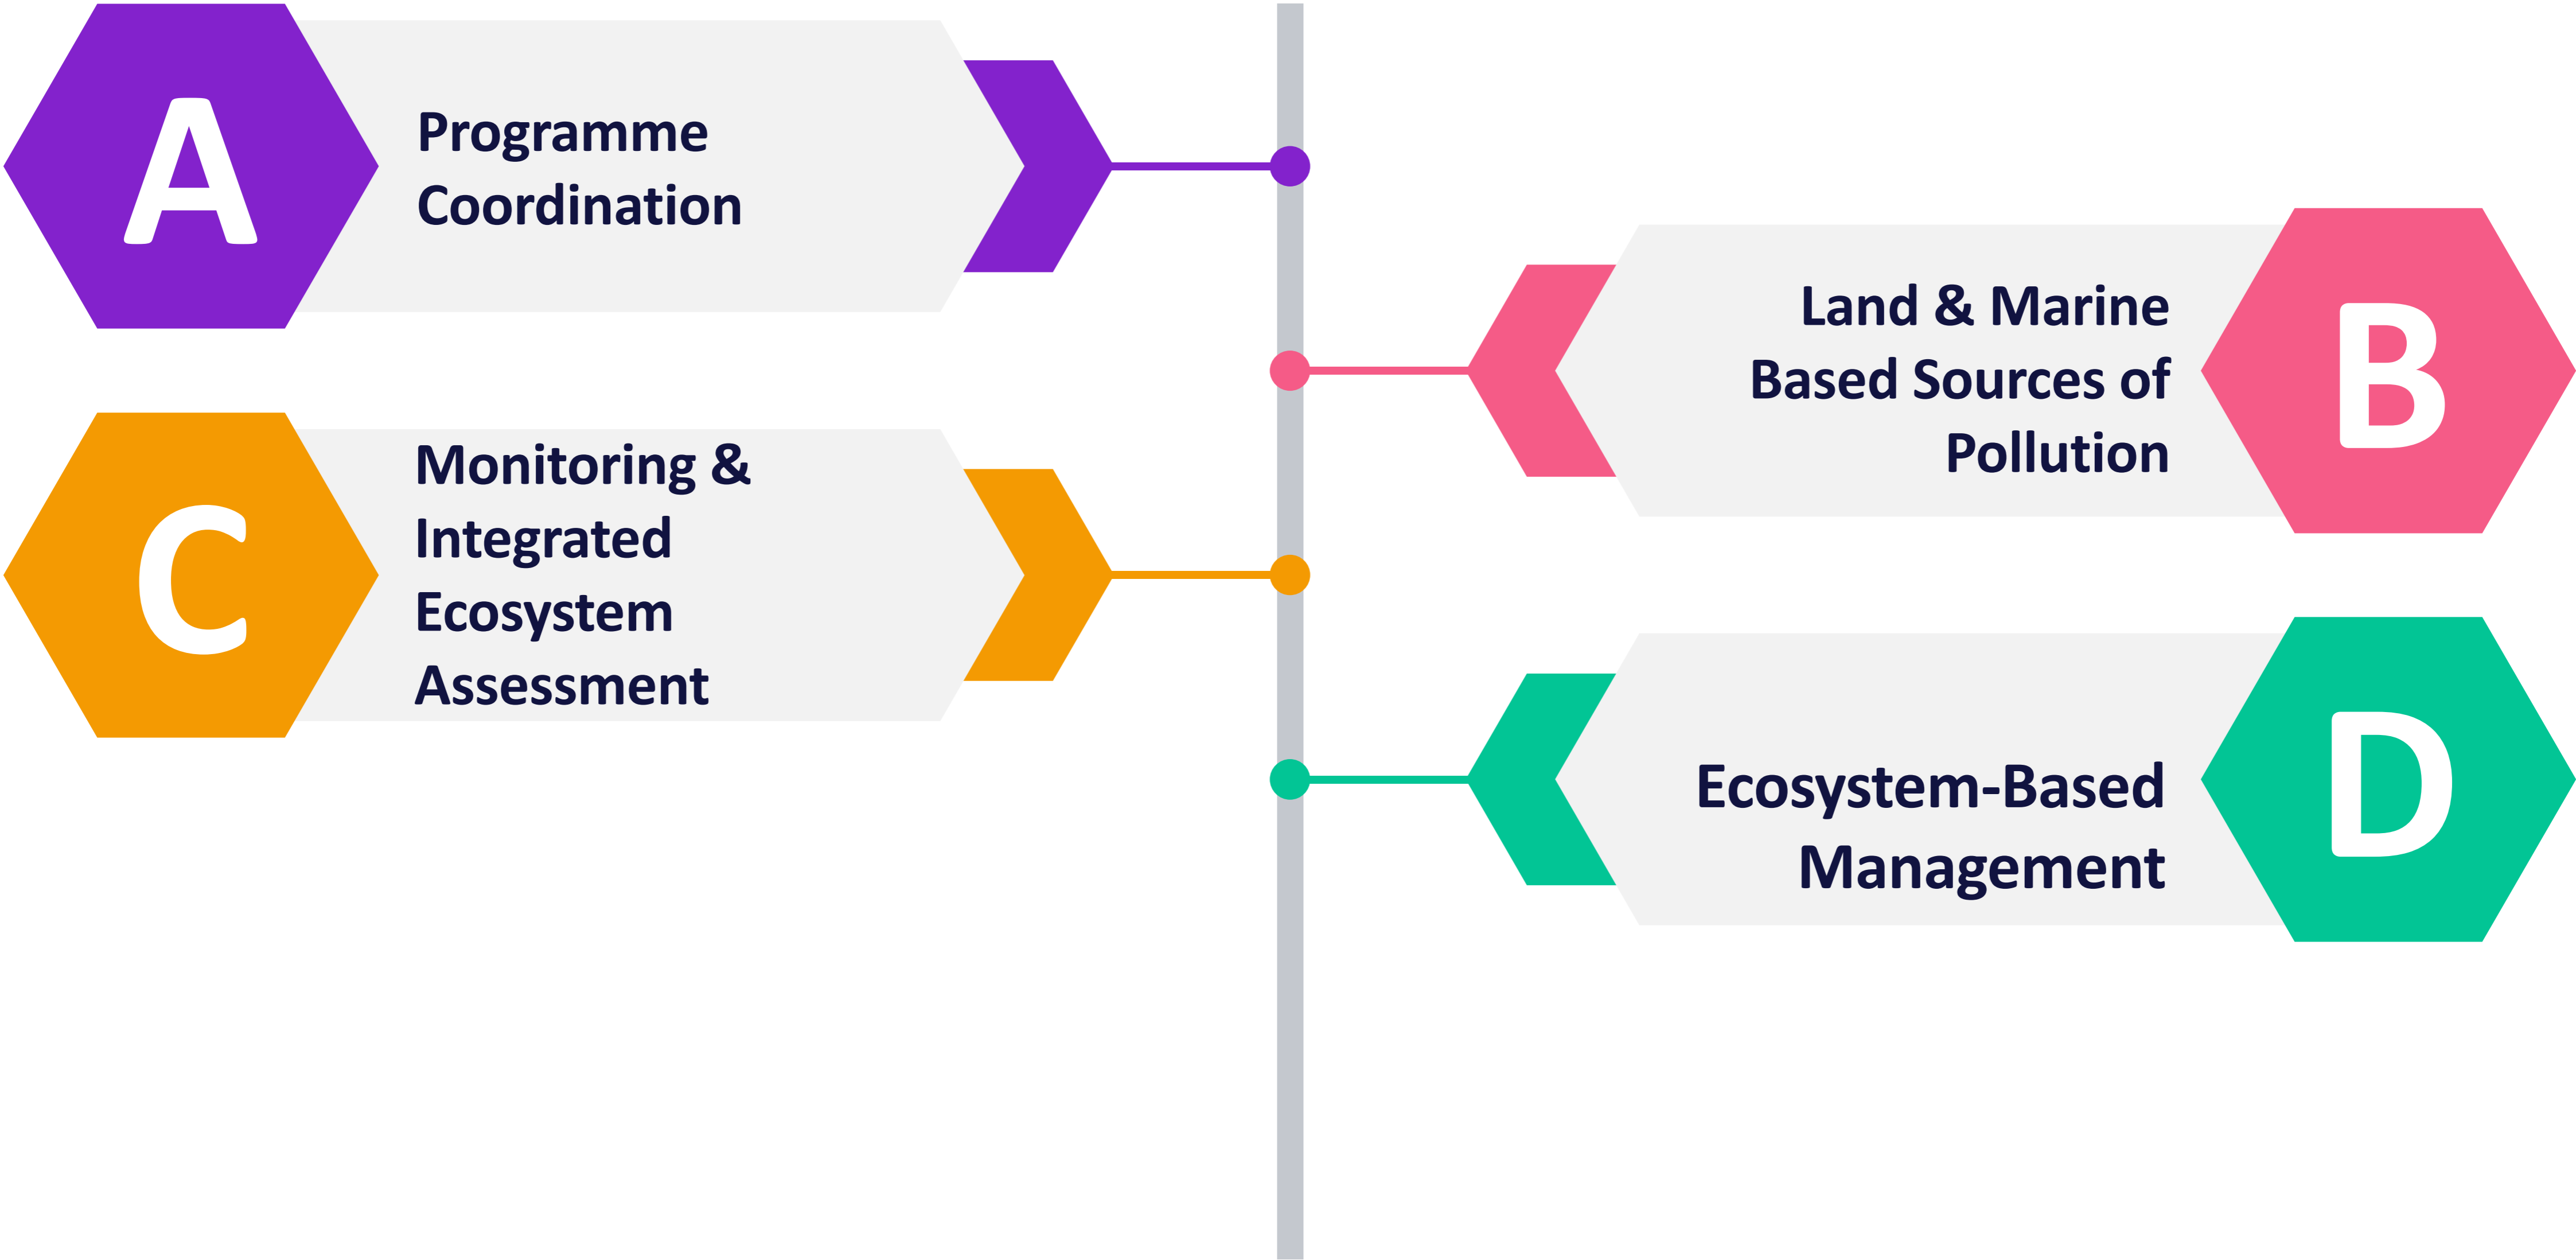 A
Programme
Coordination
B
Land & Marine
Based Sources of
Pollution
C
Monitoring &
Integrated
Ecosystem
Assessment
D
Ecosystem-Based
Management